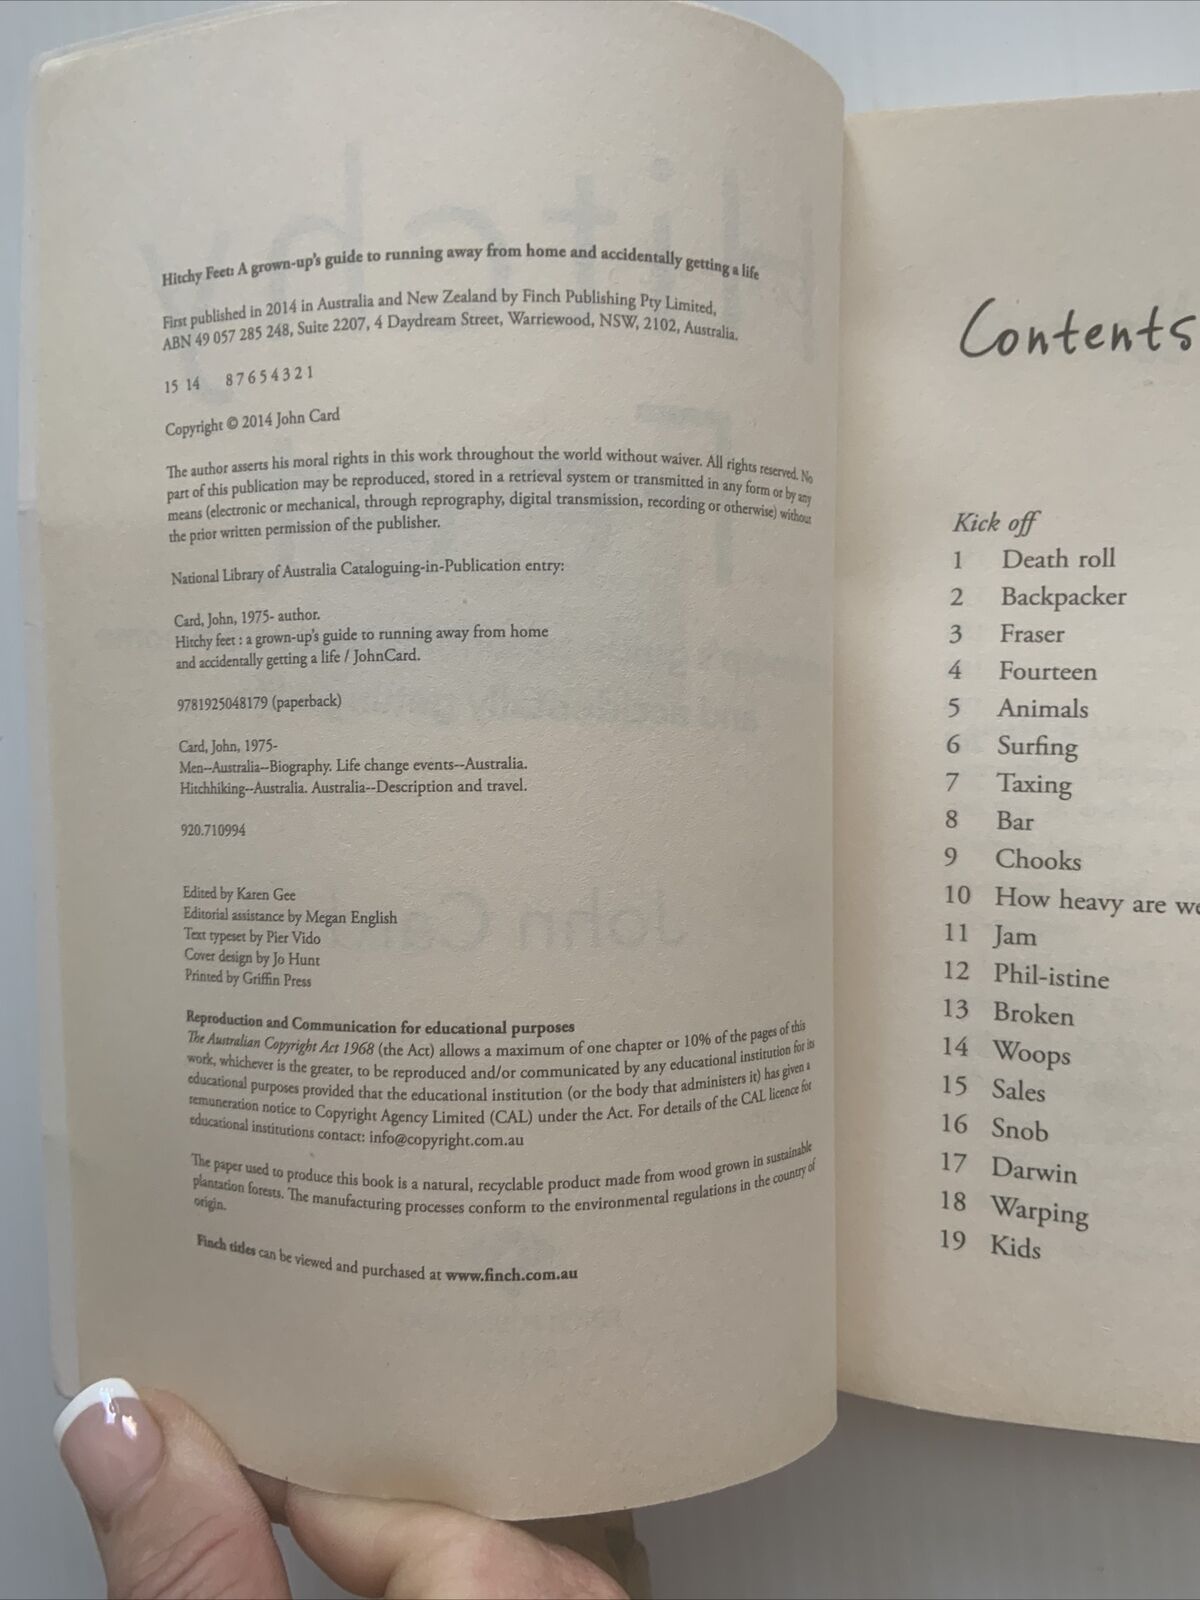 Hitchy Feet: A grown-up's guide to running away from home and accidentally getting a life
First published in 2014 in Australia and New Zealand by Finch Publishing Pty Limited,
ABN 49 057 285 248, Suite 2207, 4 Daydream Street, Warriewood, NSW, 2102, Australia.
15 14 8 7 6 5 4 3 2 1
Copyright © 2014 John Card
The author asserts his moral rights in this work throughout the world without waiver. All rights reserved. No
part of this publication may be reproduced, stored in a retrieval system or transmitted in any form or by any
means (electronic or mechanical, through reprography, digital transmission, recording or otherwise) without
the prior written permission of the publisher.
National Library of Australia Cataloguing-in-Publication entry:
Card, John, 1975- author.
Hitchy feet : a grown-up's guide to running away from home
and accidentally getting a life / JohnCard.
9781925048179 (paperback)
Card, John, 1975-
Men--Australia--Biography. Life change events--Australia.
Hitchhiking--Australia. Australia--Description and travel.
920.710994
Edited by Karen Gee
Editorial assistance by Megan English
Text typeset by Pier Vido
Cover design by Jo Hunt
Printed by Griffin Press
Reproduction and Communication for educational purposes
The Australian Copyright Act 1968 (the Act) allows a maximum of one chapter or 10% of the pages of this
work, whichever is the greater, to be reproduced and/or communicated by any educational institution for its
educational purposes provided that the educational institution (or the body that administers it) has given a
remuneration notice to Copyright Agency Limited (CAL) under the Act. For details of the CAL licence for
educational institutions contact: info@copyright.com.au
The paper used to produce this book is a natural, recyclable product made from wood grown in sustainable
plantation forests. The manufacturing processes conform to the environmental regulations in the country of
origin.
Finch titles can be viewed and purchased at www.finch.com.au
Contents
Kick off
1 Death roll
2 Backpacker
3 Fraser
4 Fourteen
5 Animals
6 Surfing
7 Taxing
8 Bar
9 Chooks
10 How heavy are we
11 Jam
12 Phil-istine
13 Broken
14 Woops
15 Sales
16 Snob
17 Darwin
18 Warping
19 Kids